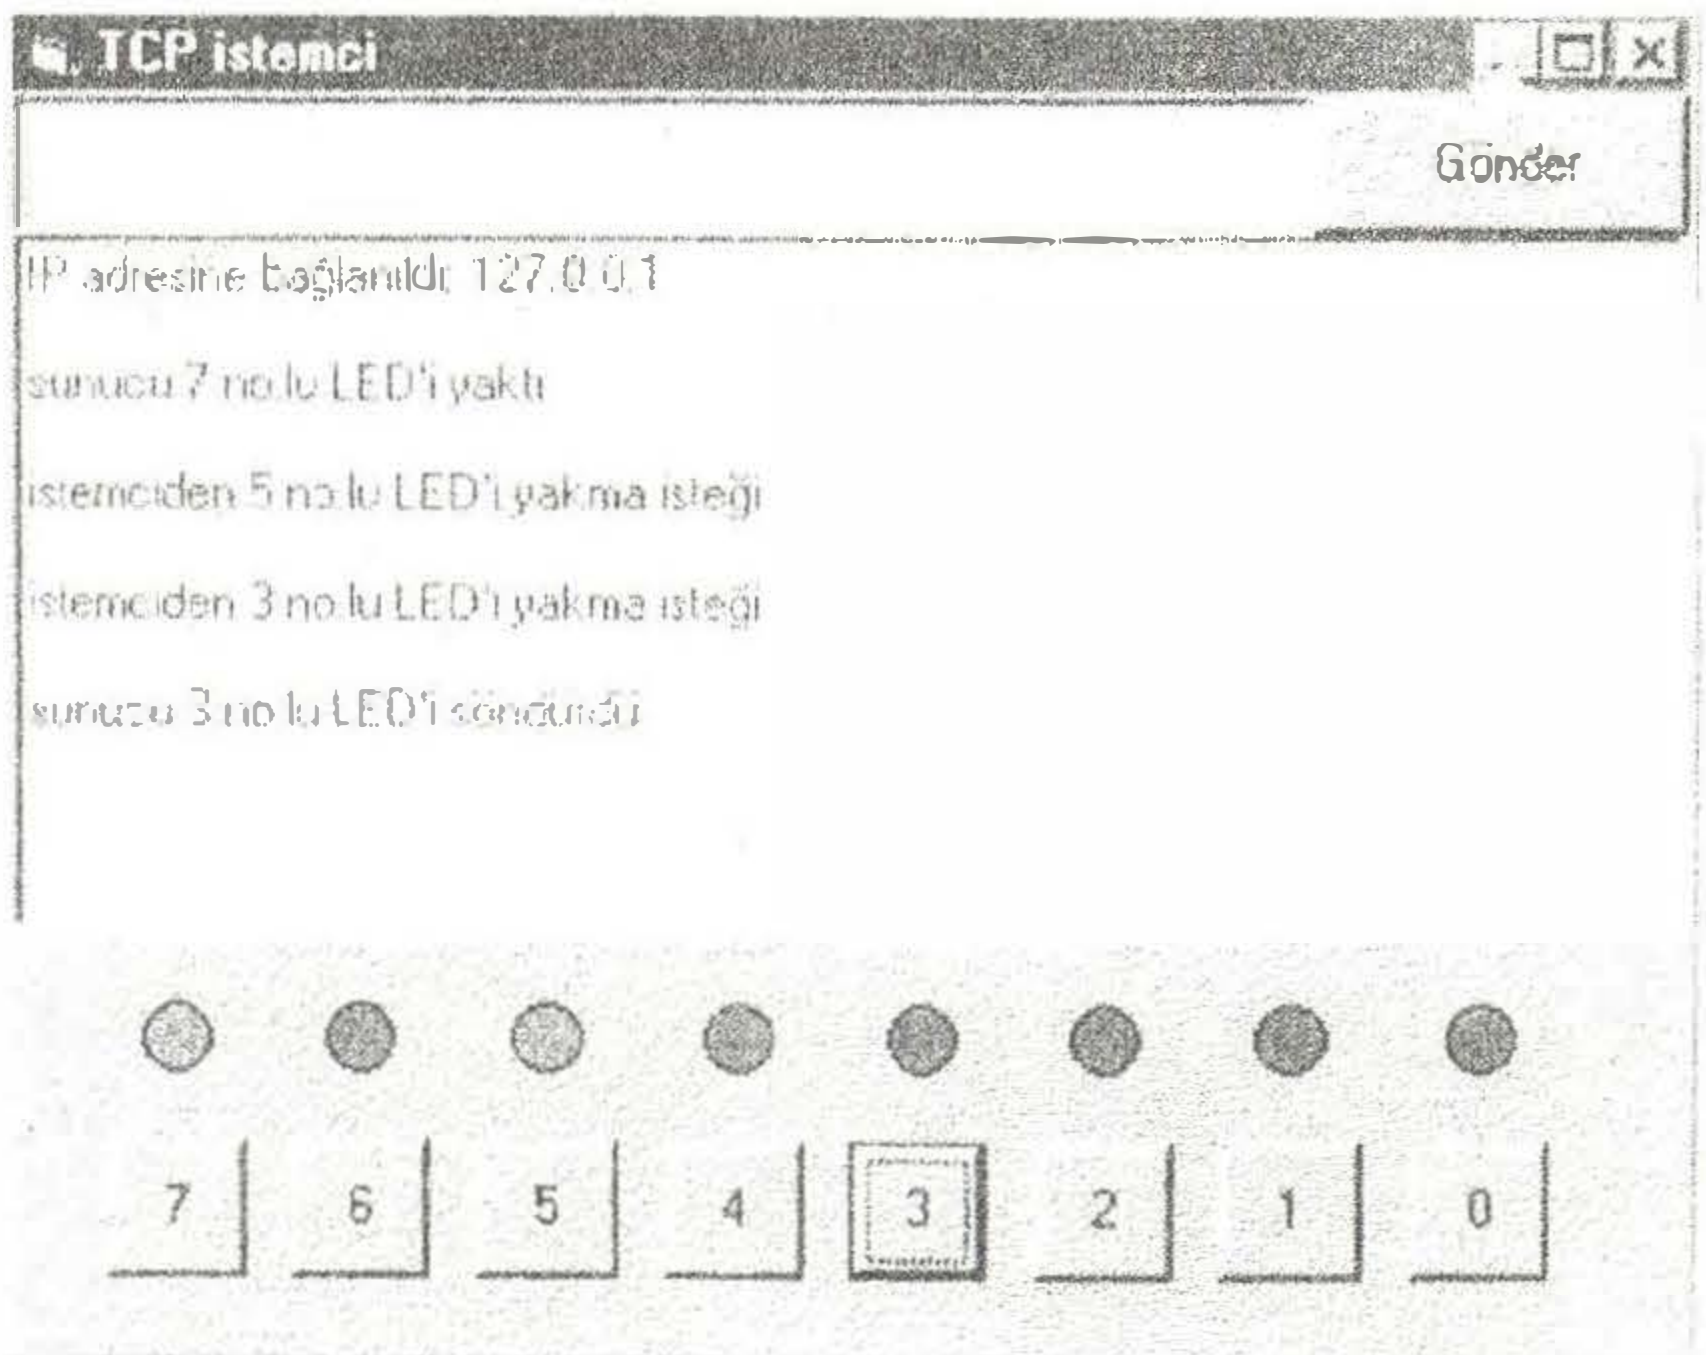 TCP istemci
Gönder
IP adresine bağlanıldı: 127.0.0.1
sunucu 7 no.lu LED'i yaktı
istemciden 5 no.lu LED'i yakma isteği
istemciden 3 no.lu LED'i yakma isteği
sunucu 3 no.lu LED'i söndürdü
7 6 5 4 3 2 1 0